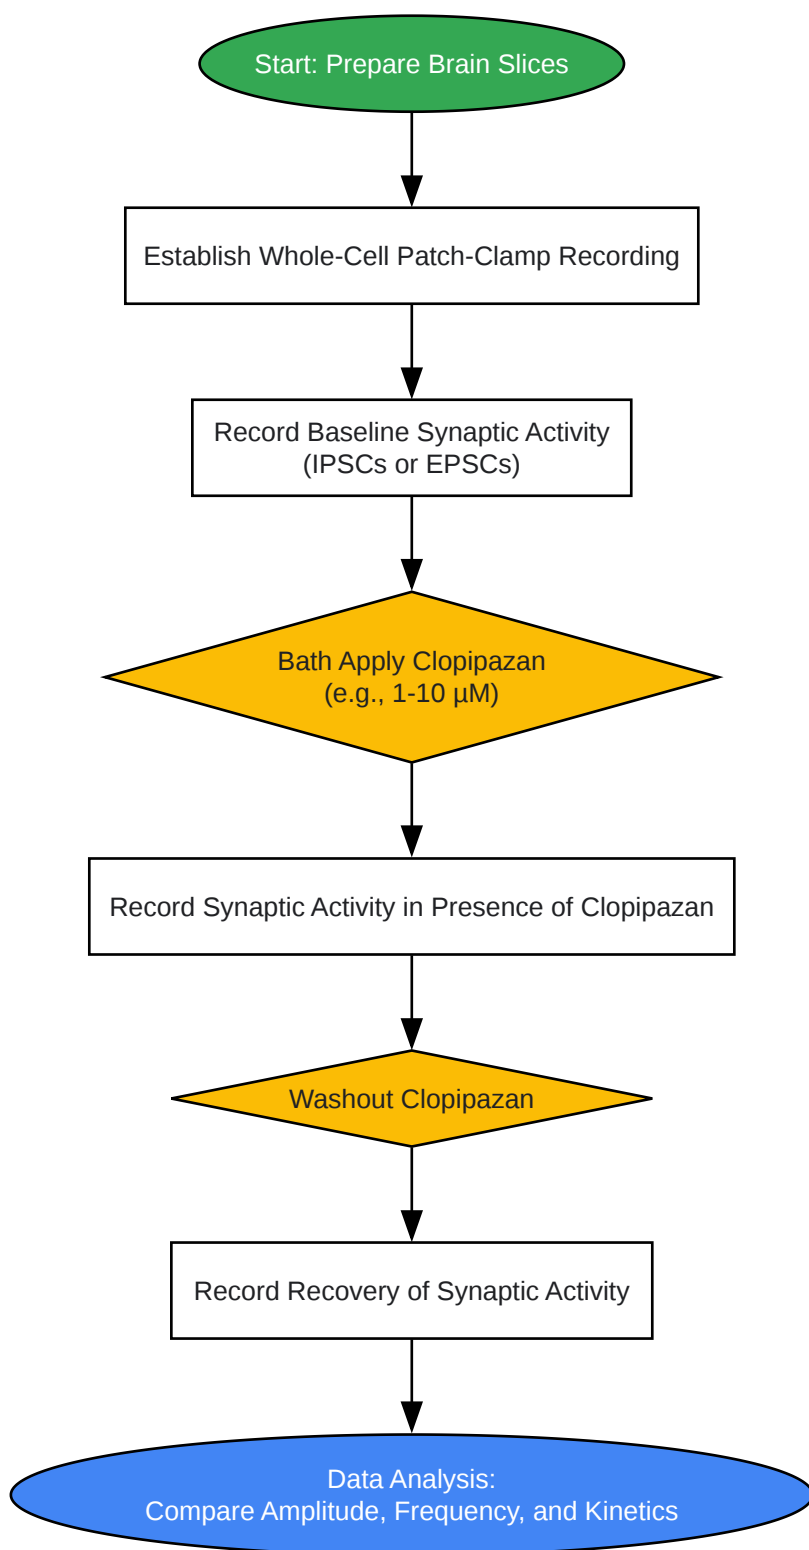 Start: Prepare Brain Slices
Establish Whole-Cell Patch-Clamp Recording
Record Baseline Synaptic Activity
(IPSCs or EPSCs)
Bath Apply Clopipazan
(e.g., 1-10 µM)
Record Synaptic Activity in Presence of Clopipazan
Washout Clopipazan
Record Recovery of Synaptic Activity
Data Analysis:
Compare Amplitude, Frequency, and Kinetics